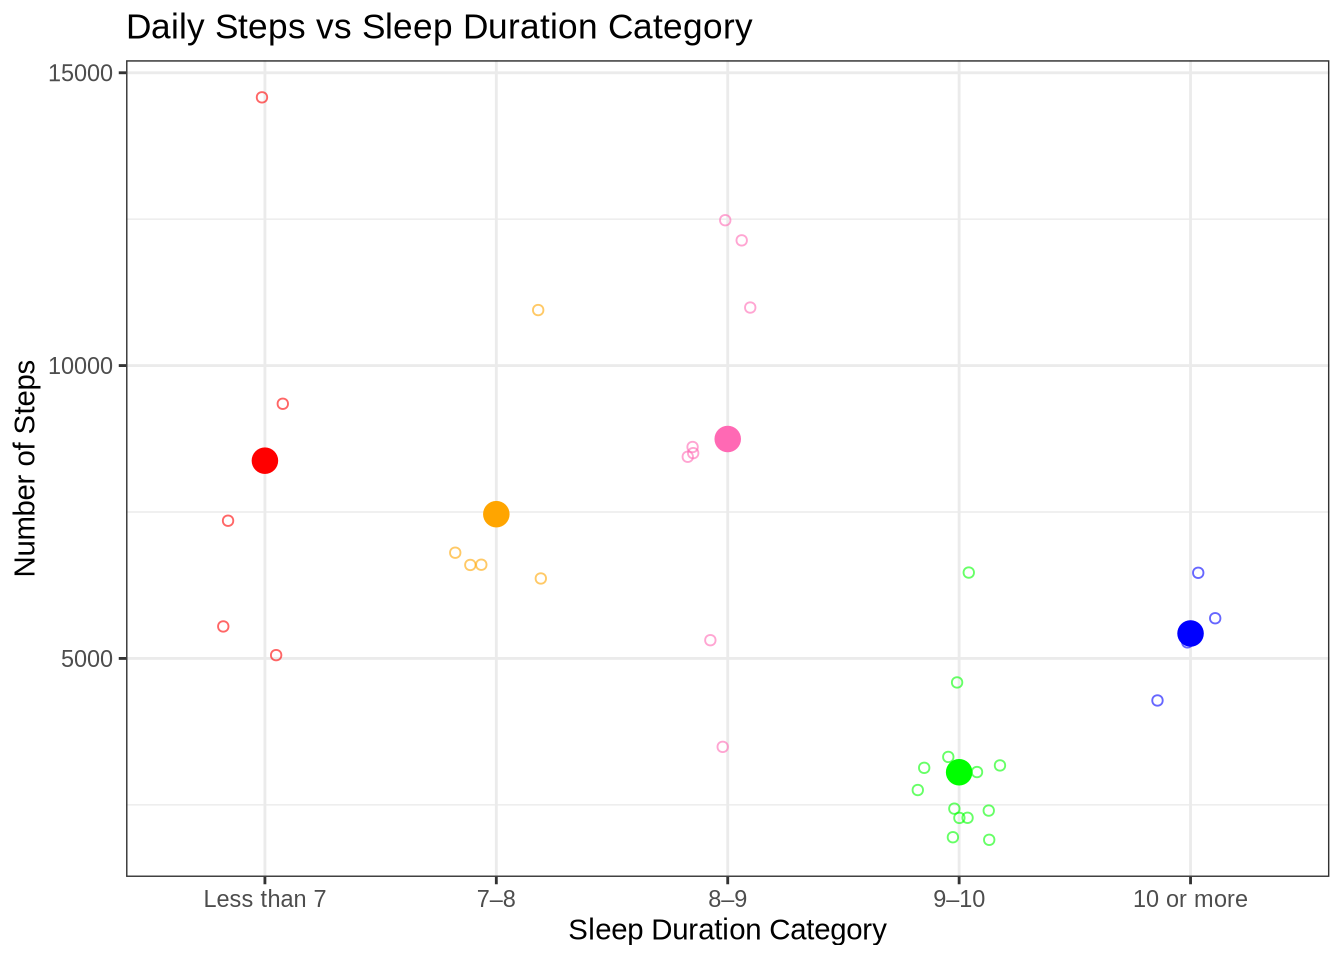 Daily Steps vs Sleep Duration Category
15000
10000
5000
Number of Steps
Less than 7
7–8
8–9
9–10
10 or more
Sleep Duration Category